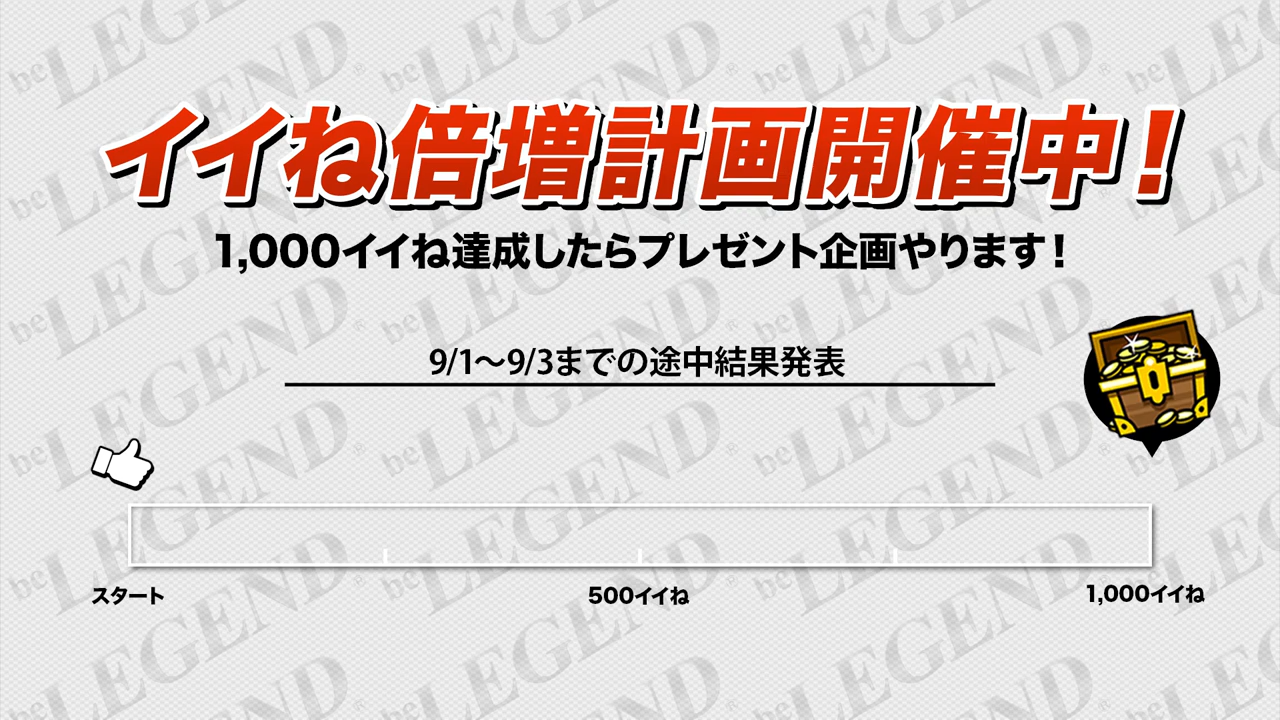 イイね倍増計画開催中！
1,000イイね達成したらプレゼント企画やります！
9/1〜9/3までの途中結果発表
スタート
500イイね
1,000イイね
be LEGEND